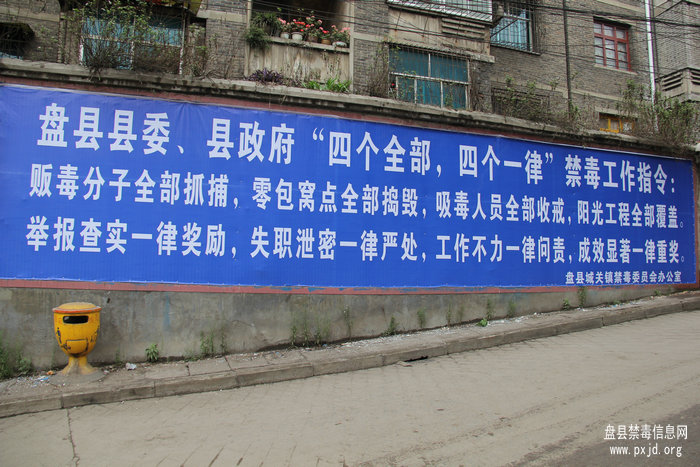 盘县县委、县政府“四个全部，四个一律”禁毒工作指令：
贩毒分子全部抓捕，零包窝点全部捣毁，吸毒人员全部收戒，阳光工程全部覆盖。
举报查实一律奖励，失职泄密一律严处，工作不力一律问责，成效显著一律重奖。
盘县城关镇禁毒委员会办公室
盘县禁毒信息网
www.pxjd.org